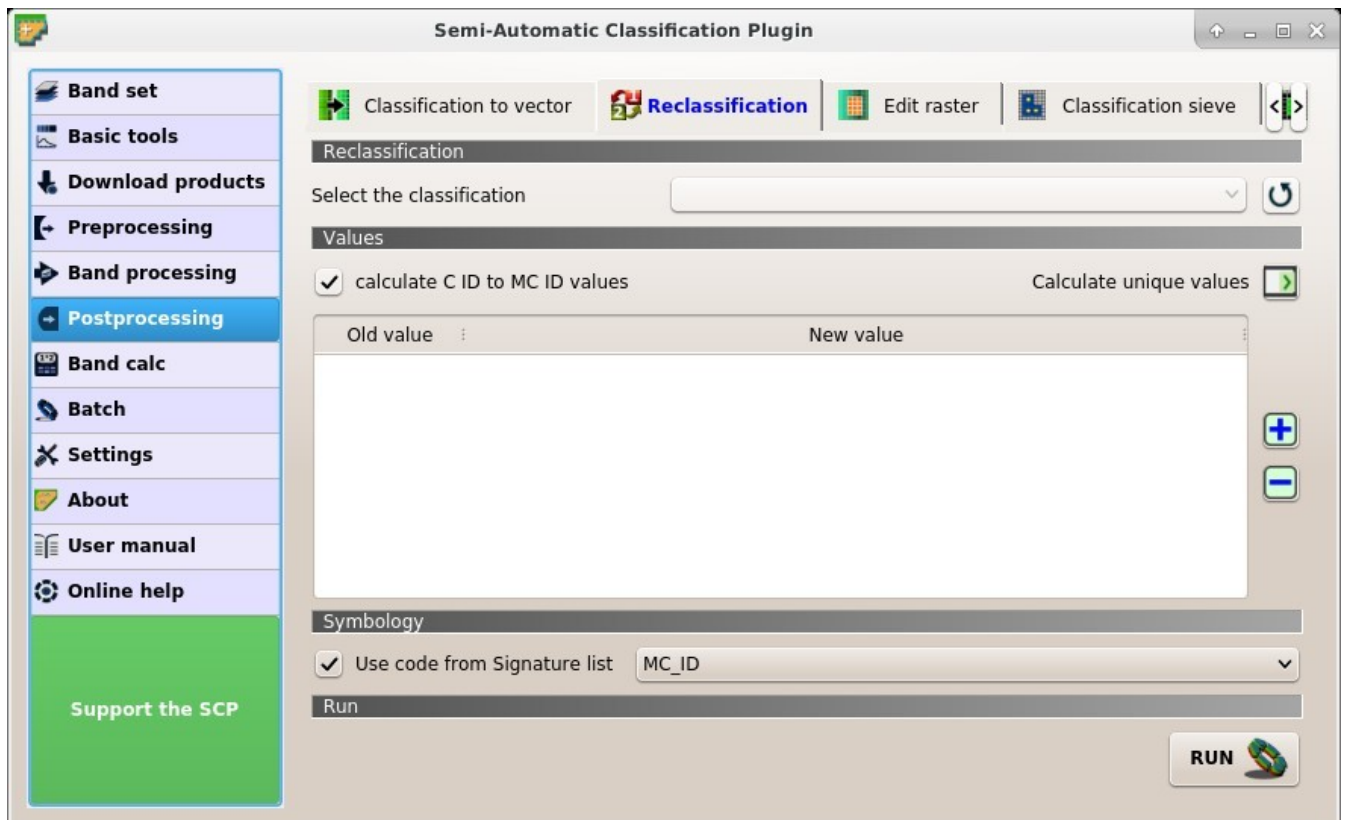 Semi-Automatic Classification Plugin
Band set
Basic tools
Download products
Preprocessing
Band processing
Postprocessing
Band calc
Batch
Settings
About
User manual
Online help
Support the SCP
Classification to vector
Reclassification
Edit raster
Classification sieve
Reclassification
Select the classification
Values
calculate C ID to MC ID values
Calculate unique values
Old value
New value
Symbology
Use code from Signature list
MC_ID
Run
RUN